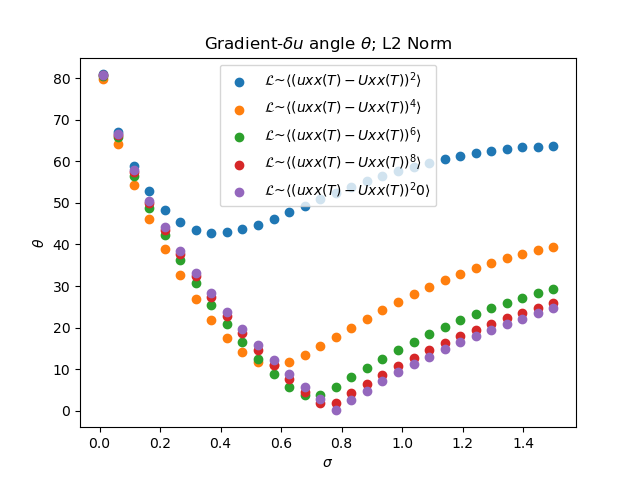 Gradient-δu angle θ; L2 Norm
ℒ~⟨(uxx(T) − Uxx(T))²⟩
ℒ~⟨(uxx(T) − Uxx(T))⁴⟩
ℒ~⟨(uxx(T) − Uxx(T))⁶⟩
ℒ~⟨(uxx(T) − Uxx(T))⁸⟩
ℒ~⟨(uxx(T) − Uxx(T))²0⟩
80
70
60
50
40
30
20
10
0
θ
0.0 0.2 0.4 0.6 0.8 1.0 1.2 1.4
σ